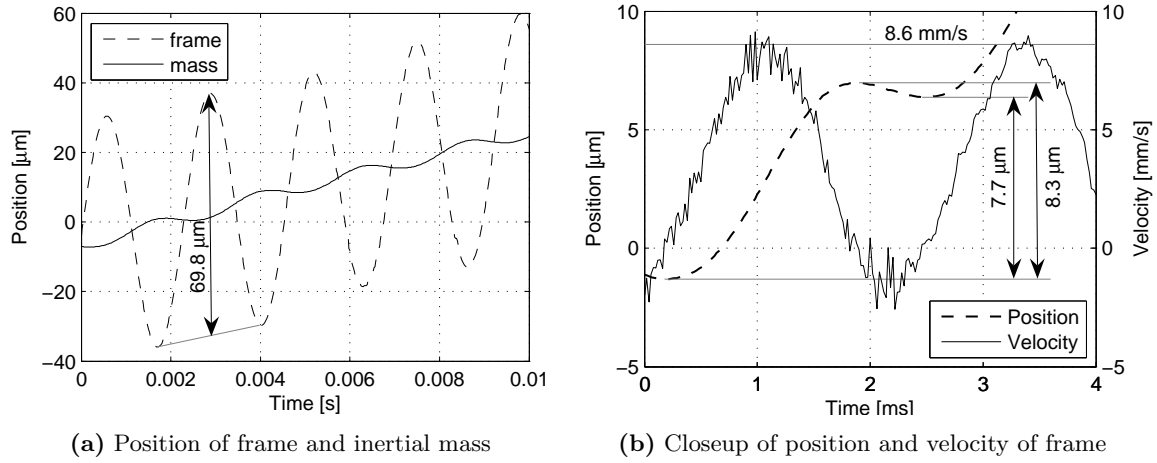 60
40
20
0
−20
−40
Position [μm]
frame
mass
69.8 μm
0
0.002
0.004
0.006
0.008
0.01
Time [s]
(a) Position of frame and inertial mass
10
5
0
−5
Position [μm]
8.6 mm/s
7.7 μm
8.3 μm
Position
Velocity
10
5
0
−5
Velocity [mm/s]
0
1
2
3
4
Time [ms]
(b) Closeup of position and velocity of frame